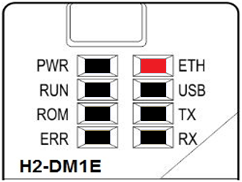 PWR ETH
RUN USB
ROM TX
ERR RX
H2-DM1E